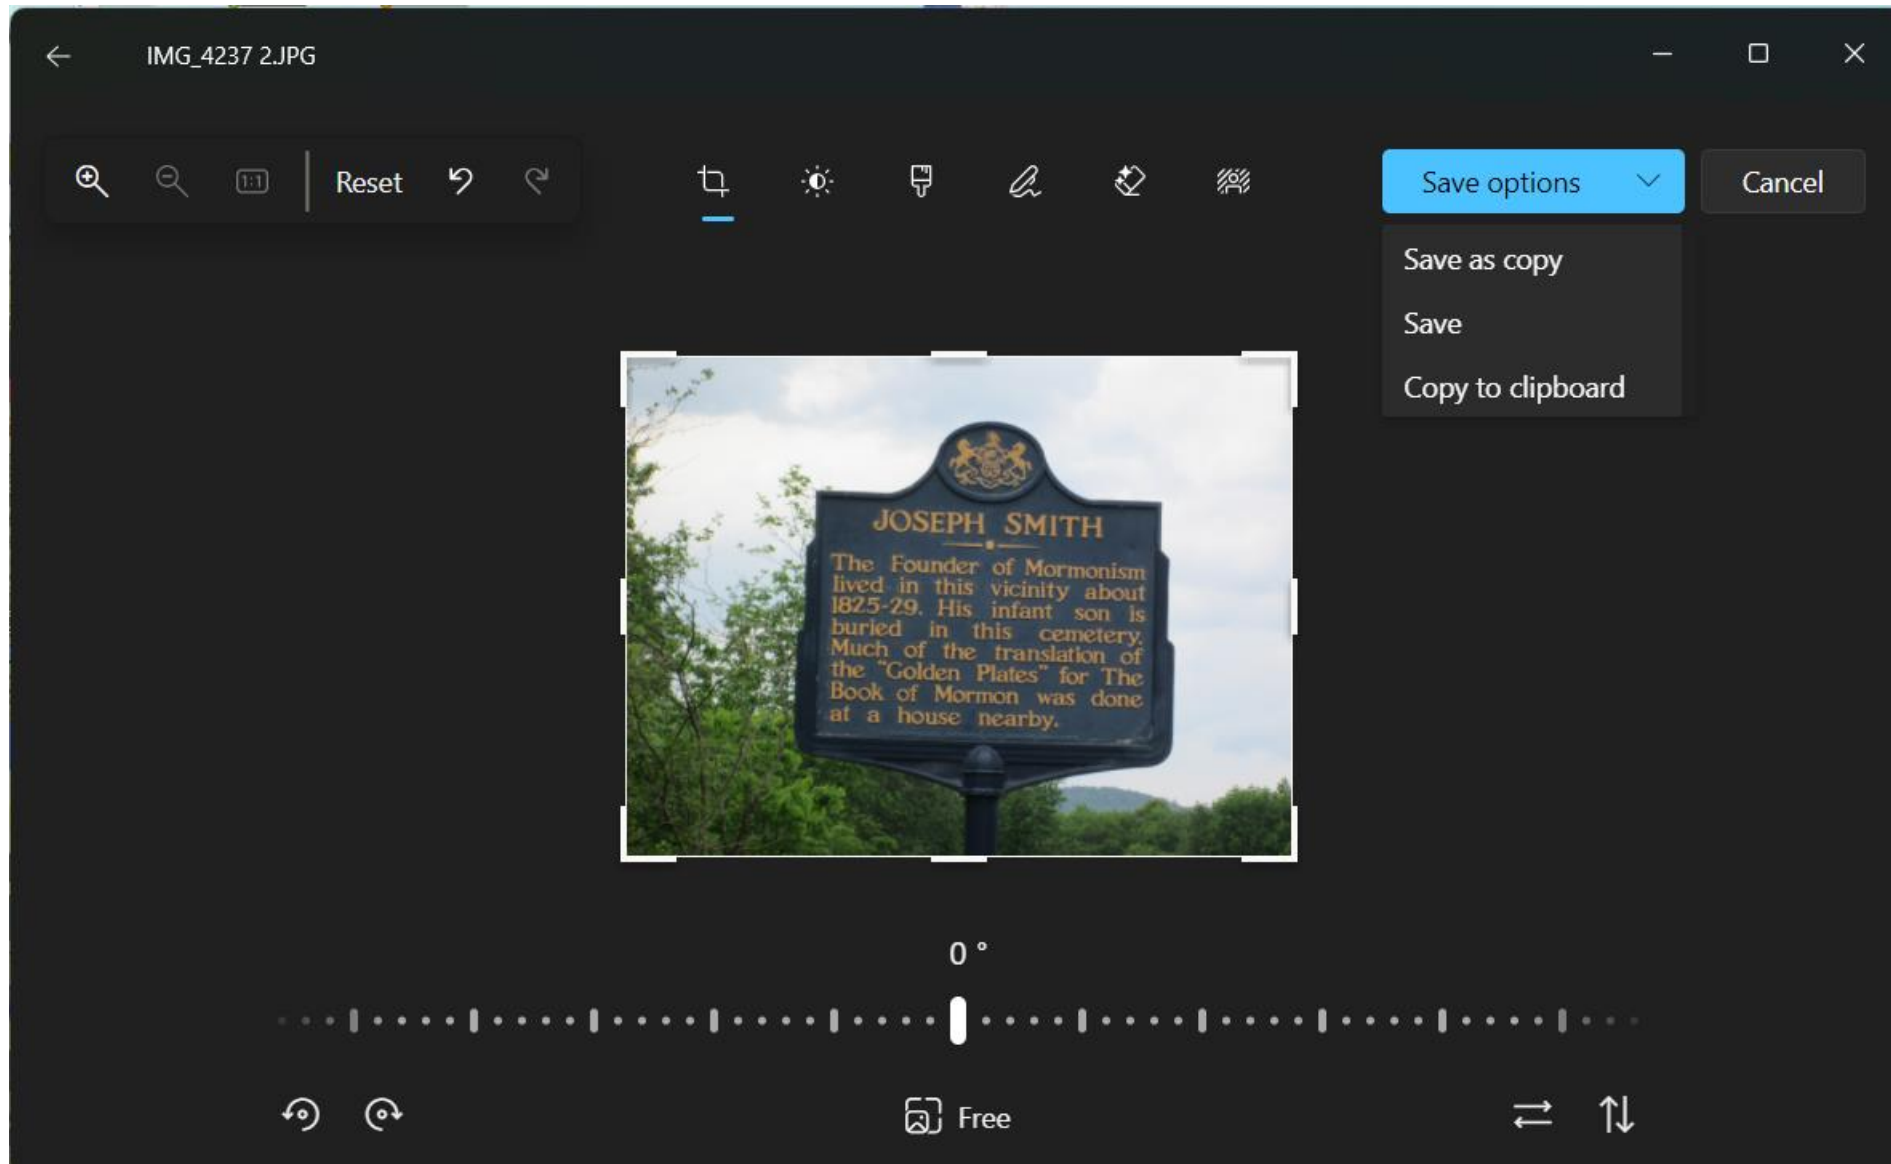 IMG_4237 2.JPG
1:1
Reset
Save options
Cancel
Save as copy
Save
Copy to clipboard
JOSEPH SMITH
The Founder of Mormonism
lived in this vicinity about
1825-29. His infant son is
buried in this cemetery.
Much of the translation of
the "Golden Plates" for The
Book of Mormon was done
at a house nearby.
0 °
Free